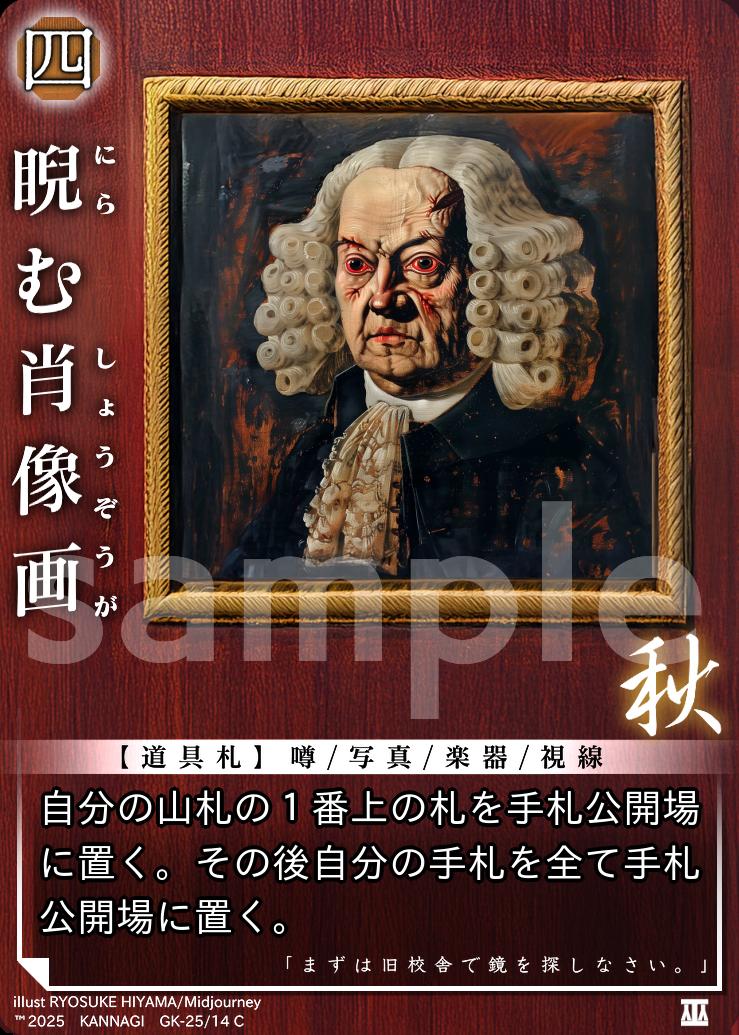 四
睨む肖像画
にら
しょうぞうが
sample
秋
【道具札】噂/写真/楽器/視線
自分の山札の１番上の札を手札公開場
に置く。その後自分の手札を全て手札
公開場に置く。
「まずは旧校舎で鏡を探しなさい。」
illust RYOSUKE HIYAMA/Midjourney
™2025 KANNAGI GK-25/14 C